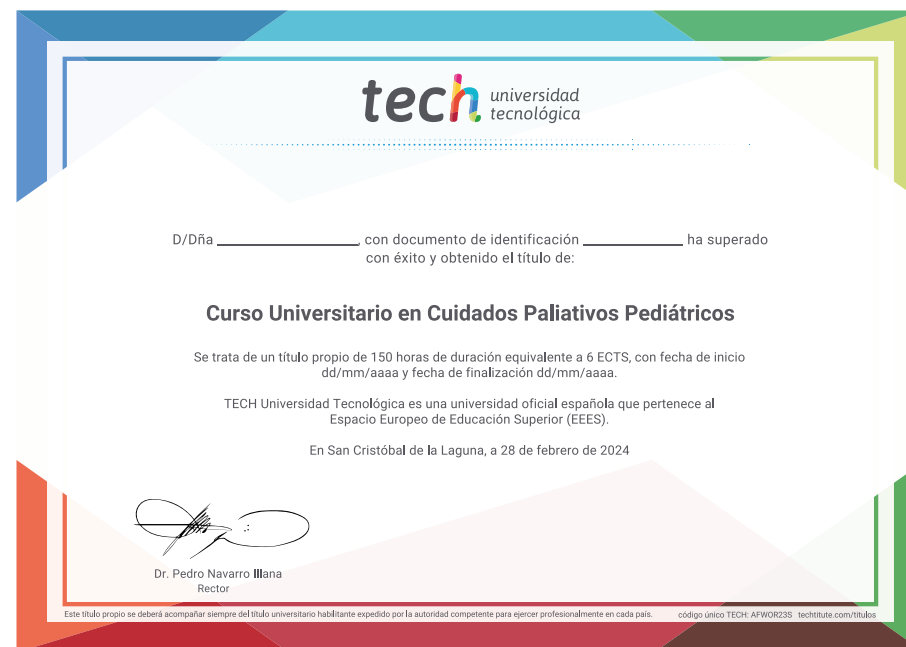 tech universidad
tecnológica
D/Dña ____________________, con documento de identificación ______________ ha superado
con éxito y obtenido el título de:
Curso Universitario en Cuidados Paliativos Pediátricos
Se trata de un título propio de 150 horas de duración equivalente a 6 ECTS, con fecha de inicio
dd/mm/aaaa y fecha de finalización dd/mm/aaaa.
TECH Universidad Tecnológica es una universidad oficial española que pertenece al
Espacio Europeo de Educación Superior (EEES).
En San Cristóbal de la Laguna, a 28 de febrero de 2024
Dr. Pedro Navarro Illana
Rector
Este título propio se deberá acompañar siempre del título universitario habilitante expedido por la autoridad competente para ejercer profesionalmente en cada país. código único TECH: AFWOR23S techtitute.com/titulos